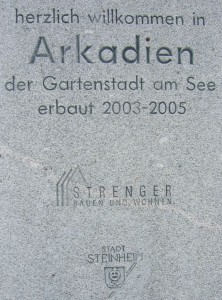 herzlich willkommen in
Arkadien
der Gartenstadt am See
erbaut 2003-2005
STRENGER
BAUEN UND WOHNEN
STADT
STEINHEIM